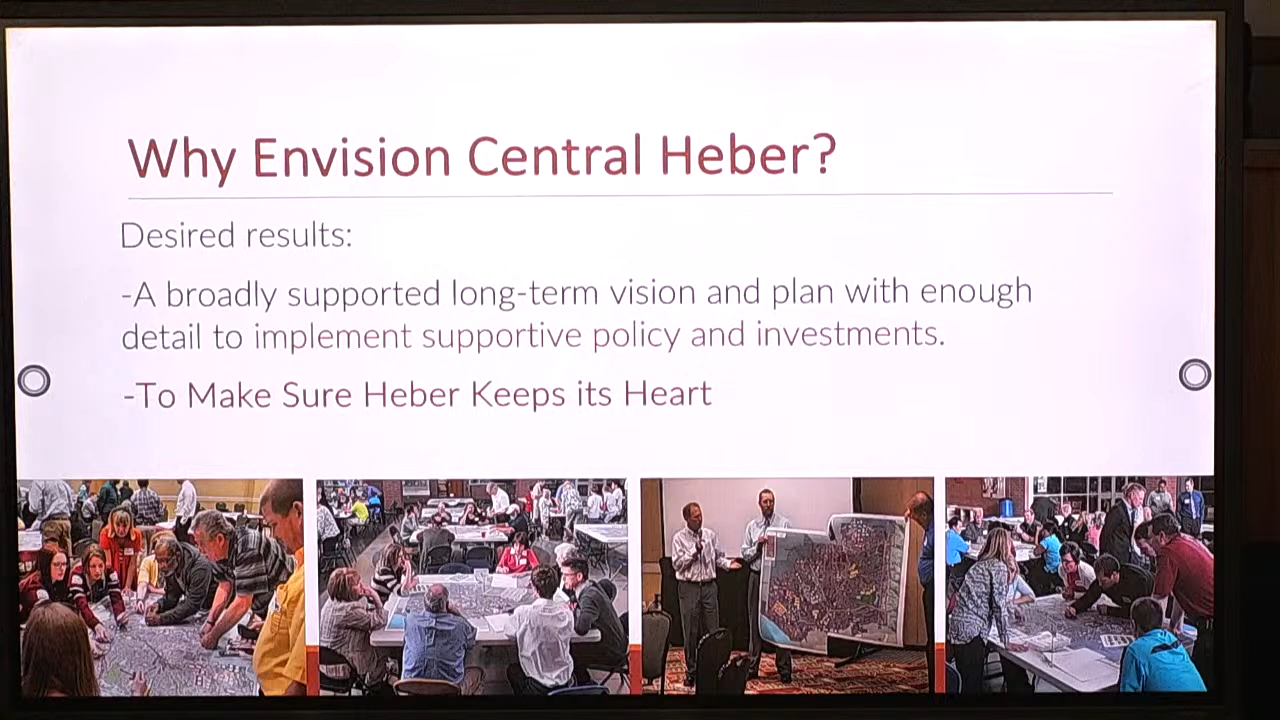 Why Envision Central Heber?
Desired results:
-A broadly supported long-term vision and plan with enough
detail to implement supportive policy and investments.
-To Make Sure Heber Keeps its Heart